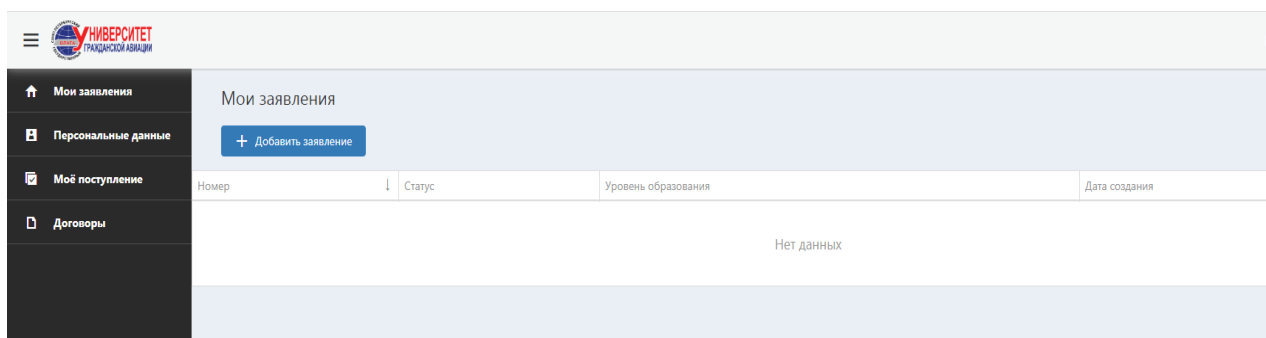 УНИВЕРСИТЕТ
ГРАЖДАНСКОЙ АВИАЦИИ
Мои заявления
Персональные данные
Моё поступление
Договоры
Мои заявления
+ Добавить заявление
Номер ↓ Статус Уровень образования Дата создания
Нет данных